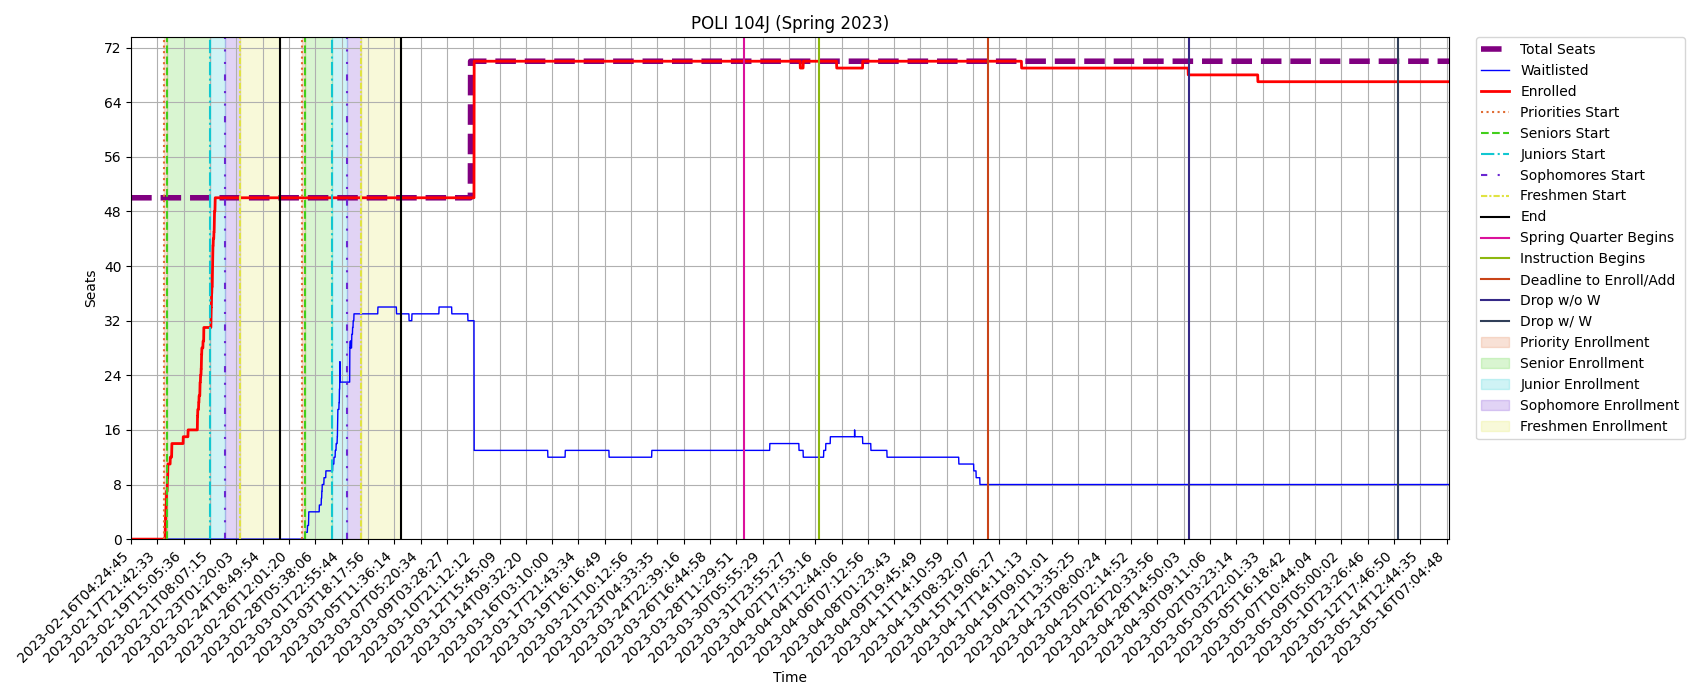 POLI 104J (Spring 2023)
72
64
56
48
40
32
24
16
8
0
Seats
2023-02-16T04:24:45
2023-02-17T21:42:33
2023-02-19T15:05:36
2023-02-21T08:07:15
2023-02-23T01:20:03
2023-02-24T18:49:54
2023-02-26T12:01:20
2023-02-28T05:38:06
2023-03-01T22:55:44
2023-03-03T18:17:56
2023-03-05T11:36:14
2023-03-07T05:20:34
2023-03-09T03:28:27
2023-03-10T21:12:12
2023-03-12T15:45:09
2023-03-14T09:32:20
2023-03-16T03:10:00
2023-03-17T21:43:34
2023-03-19T16:16:49
2023-03-21T10:12:56
2023-03-23T04:33:35
2023-03-24T22:39:16
2023-03-26T16:44:58
2023-03-28T11:29:51
2023-03-30T05:55:29
2023-03-31T23:55:27
2023-04-02T17:53:16
2023-04-04T12:44:06
2023-04-06T07:12:56
2023-04-08T01:23:43
2023-04-09T19:45:49
2023-04-11T14:10:59
2023-04-13T08:32:07
2023-04-15T19:06:27
2023-04-17T14:11:13
2023-04-19T09:01:01
2023-04-21T13:35:25
2023-04-23T08:00:24
2023-04-25T02:14:52
2023-04-26T20:33:56
2023-04-28T14:50:03
2023-04-30T09:11:06
2023-05-02T03:23:14
2023-05-03T22:01:33
2023-05-05T16:18:42
2023-05-07T10:44:04
2023-05-09T05:00:02
2023-05-10T23:26:46
2023-05-12T17:46:50
2023-05-14T12:44:35
2023-05-16T07:04:48
Time
Total Seats
Waitlisted
Enrolled
Priorities Start
Seniors Start
Juniors Start
Sophomores Start
Freshmen Start
End
Spring Quarter Begins
Instruction Begins
Deadline to Enroll/Add
Drop w/o W
Drop w/ W
Priority Enrollment
Senior Enrollment
Junior Enrollment
Sophomore Enrollment
Freshmen Enrollment